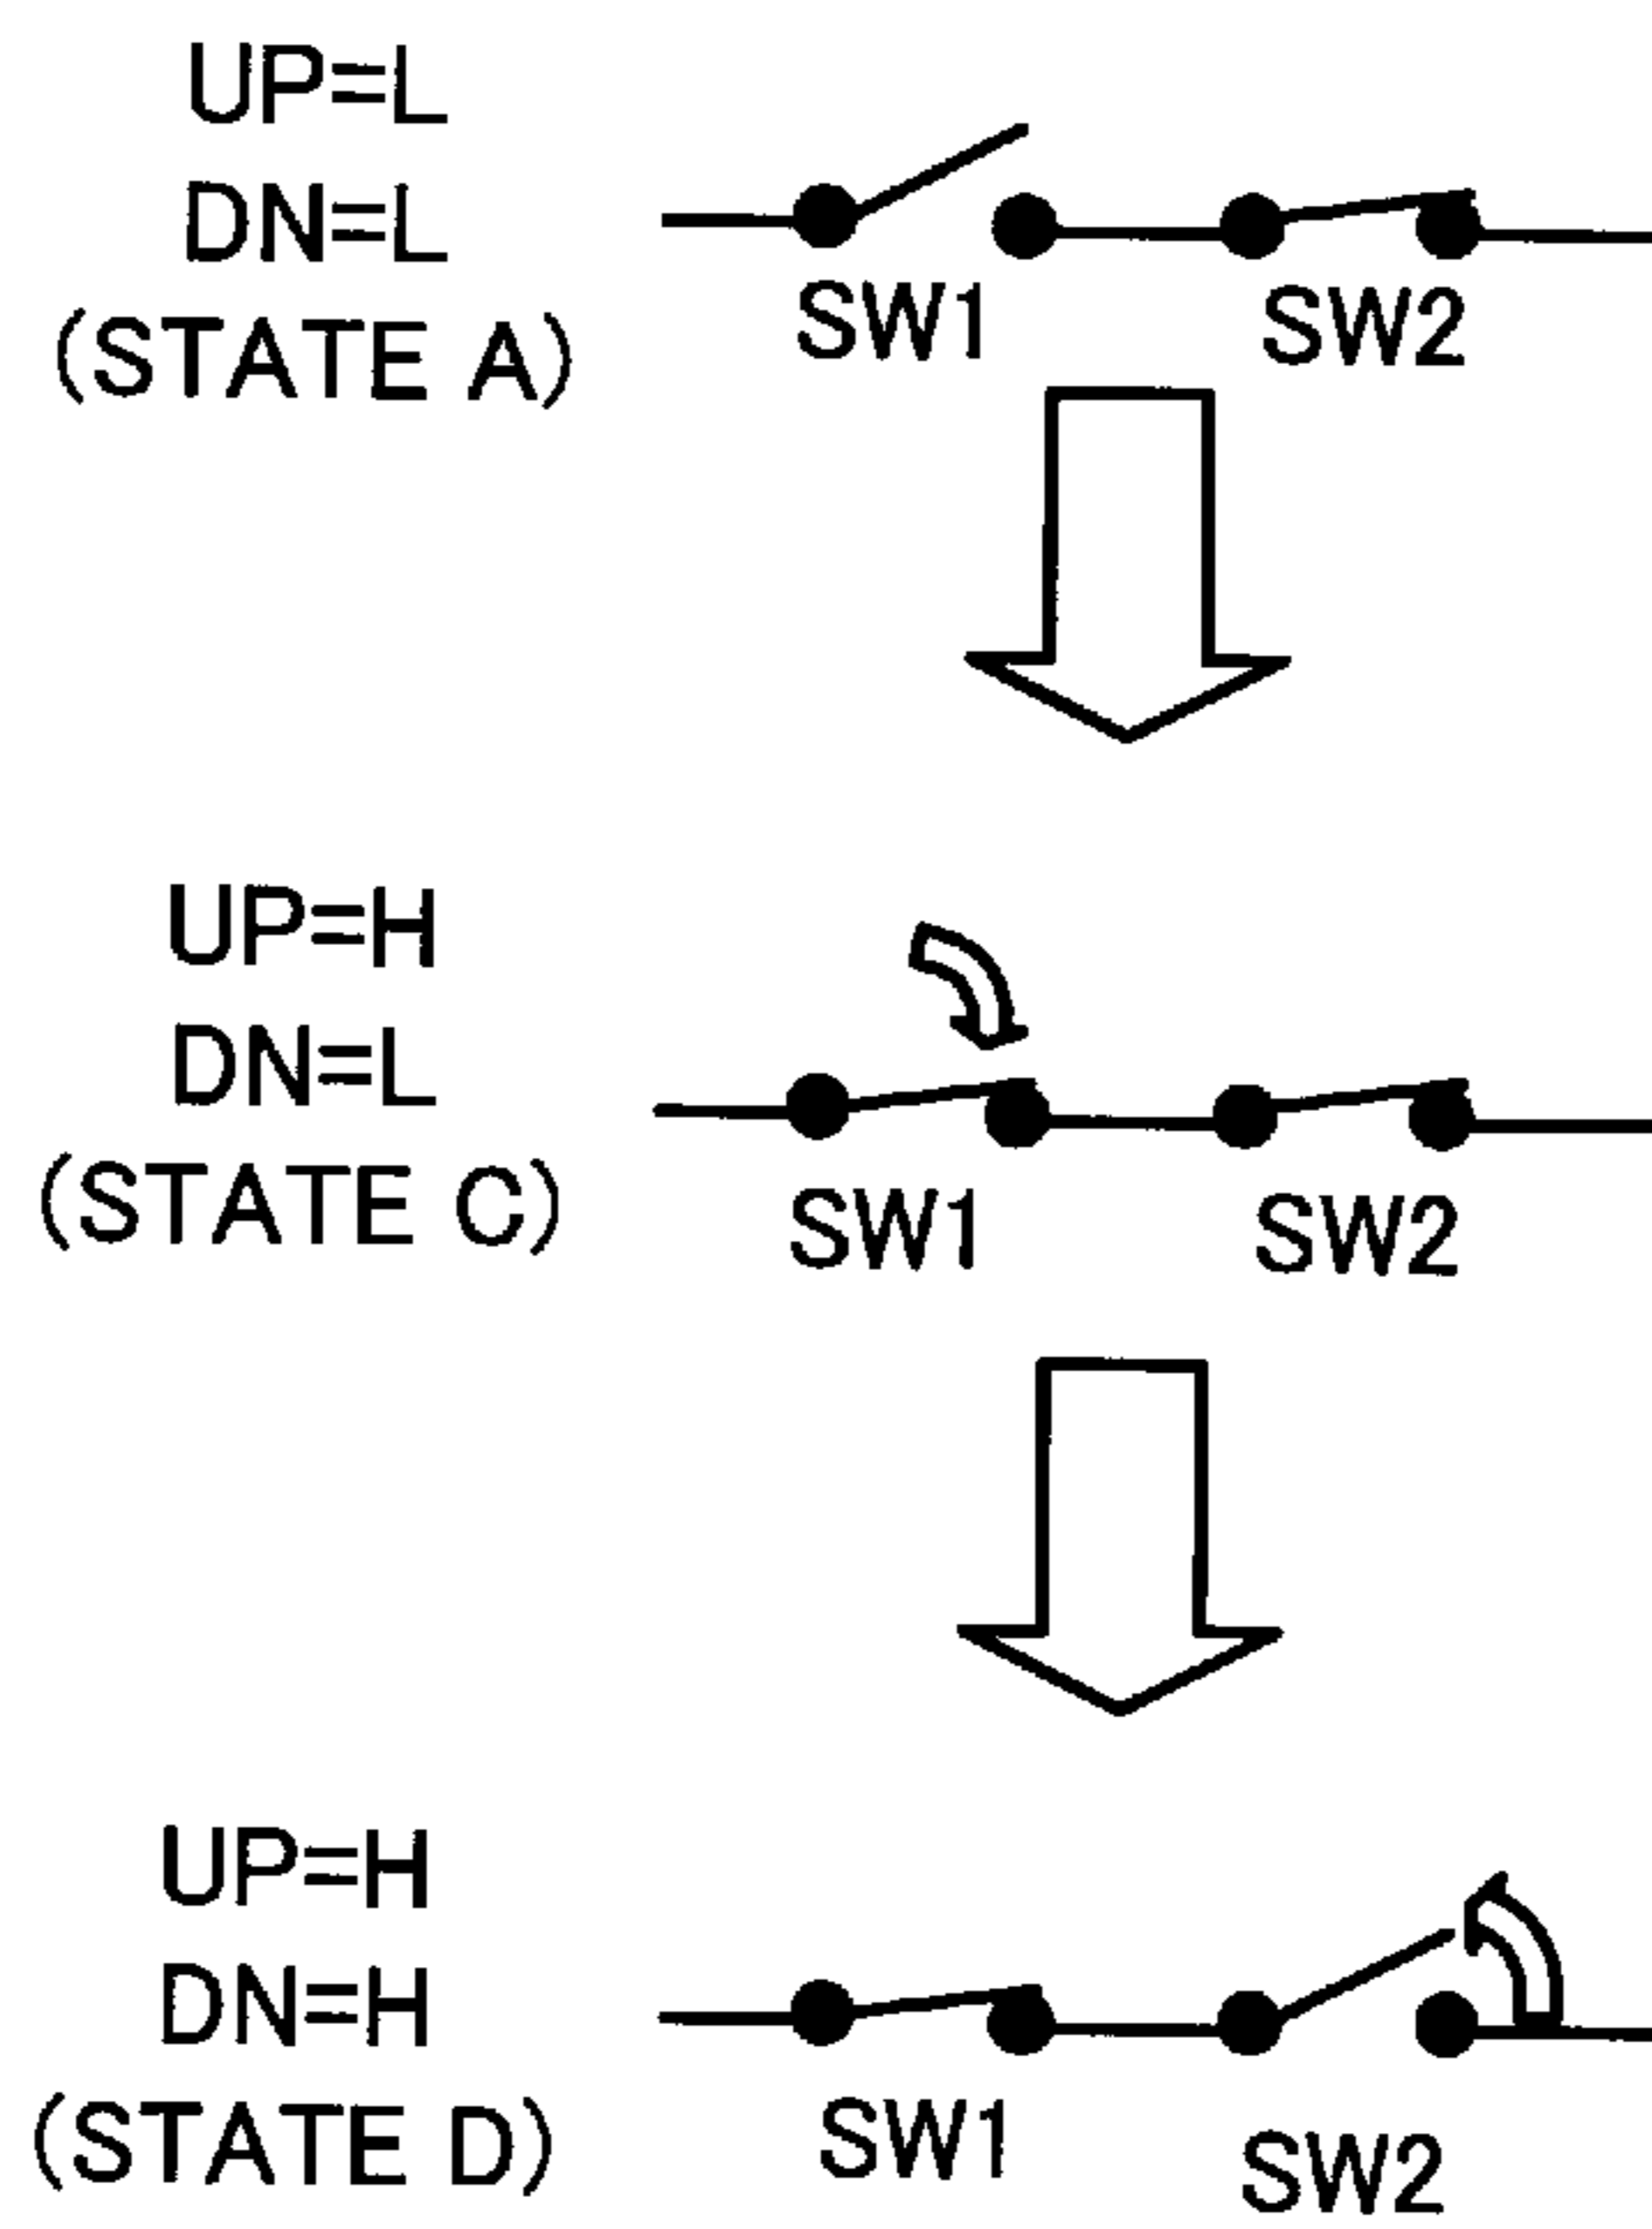 UP=L
DN=L
(STATE A)
SW1
SW2
UP=H
DN=L
(STATE C)
SW1
SW2
UP=H
DN=H
(STATE D)
SW1
SW2